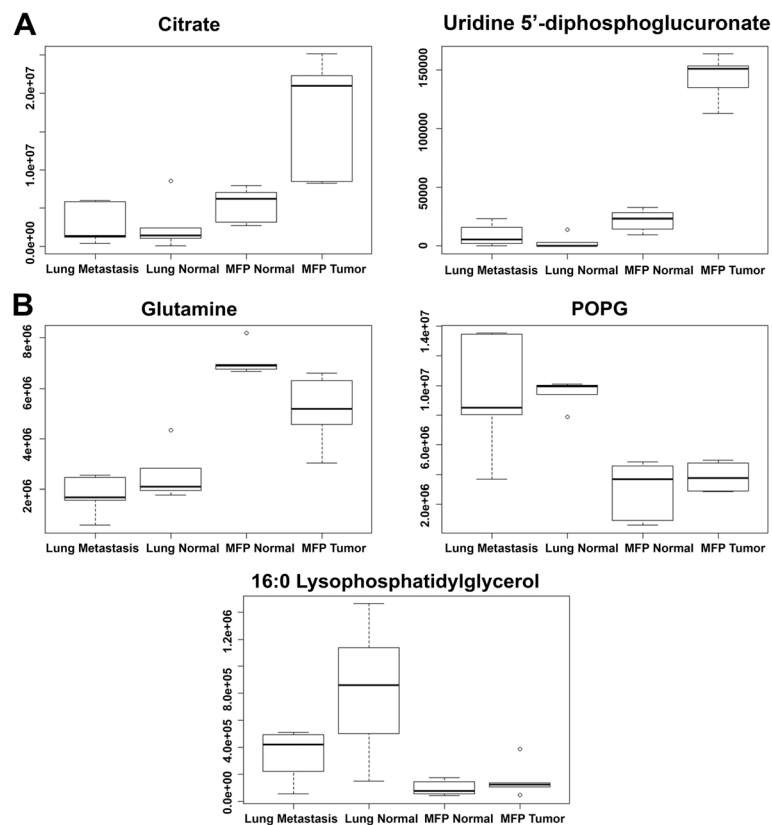 A
Citrate
Uridine 5'-diphosphoglucuronate
0.0e+00 1.0e+07 2.0e+07
0 50000 100000 150000
Lung Metastasis Lung Normal MFP Normal MFP Tumor
Lung Metastasis Lung Normal MFP Normal MFP Tumor
B
Glutamine
POPG
2e+06 4e+06 6e+06 8e+06
2.0e+06 6.0e+06 1.0e+07 1.4e+07
Lung Metastasis Lung Normal MFP Normal MFP Tumor
Lung Metastasis Lung Normal MFP Normal MFP Tumor
16:0 Lysophosphatidylglycerol
0.0e+00 4.0e+05 8.0e+05 1.2e+06
Lung Metastasis Lung Normal MFP Normal MFP Tumor